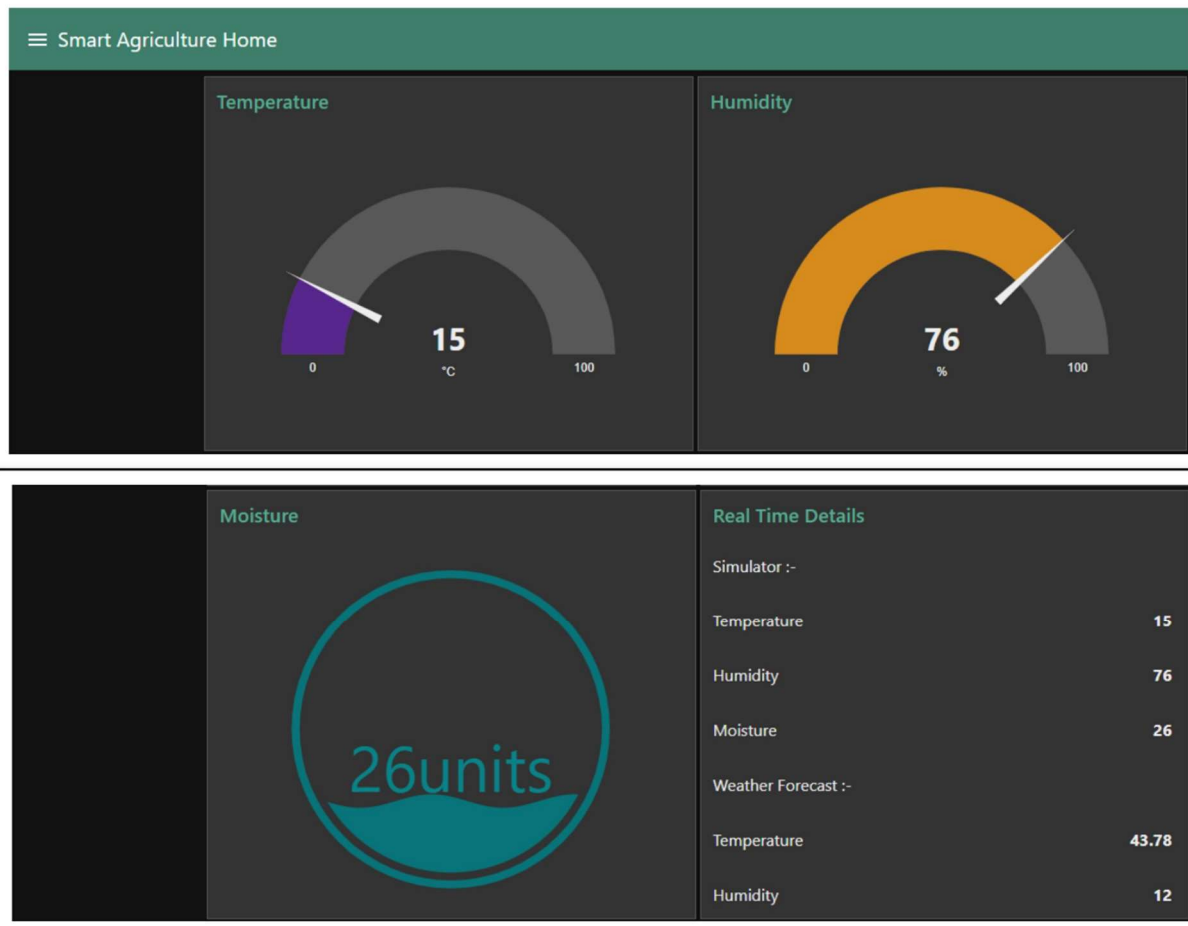 Smart Agriculture Home
Temperature
15
0
°C
100
Humidity
76
0
%
100
Moisture
26units
Real Time Details
Simulator :-
Temperature 15
Humidity 76
Moisture 26
Weather Forecast :-
Temperature 43.78
Humidity 12